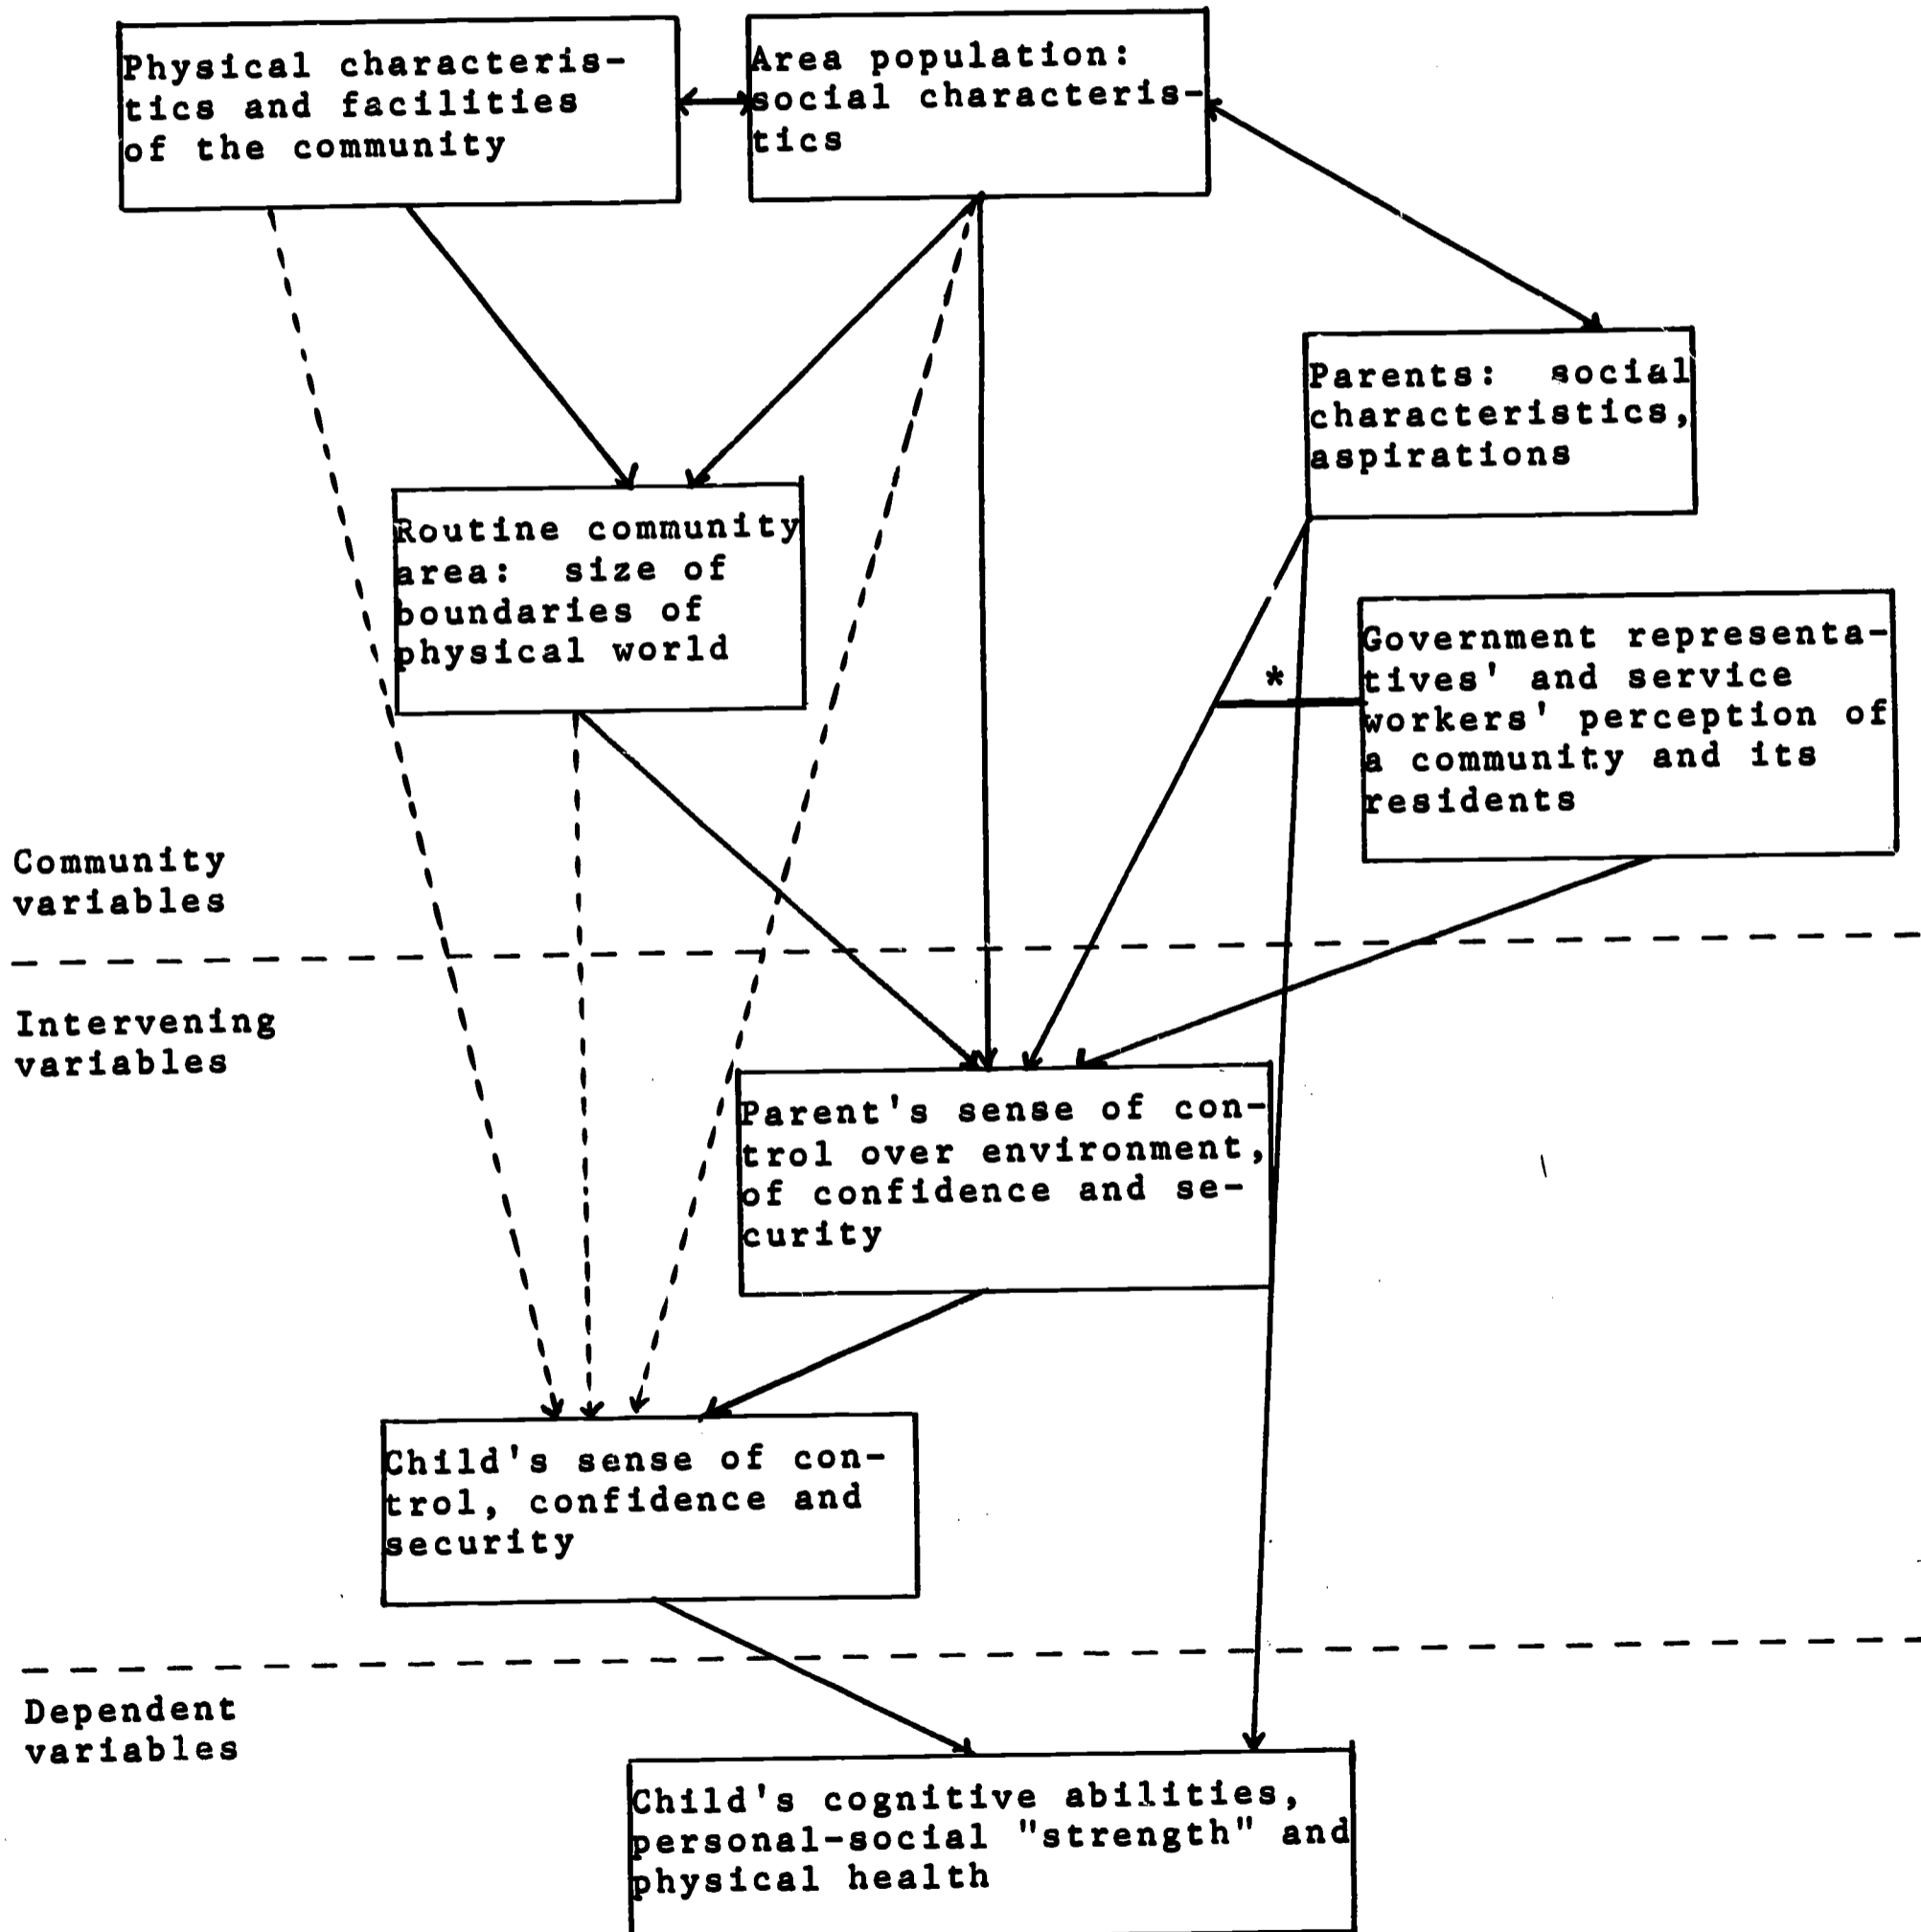 Physical characteris-
tics and facilities
of the community
Area population:
social characteris-
tics
Parents:  social
characteristics,
aspirations
Routine community
area:  size of
boundaries of
physical world
*
Government representa-
tives' and service
workers' perception of
a community and its
residents
Community
variables
Intervening
variables
Parent's sense of con-
trol over environment,
of confidence and se-
curity
Child's sense of con-
trol, confidence and
security
Dependent
variables
Child's cognitive abilities,
personal-social "strength" and
physical health